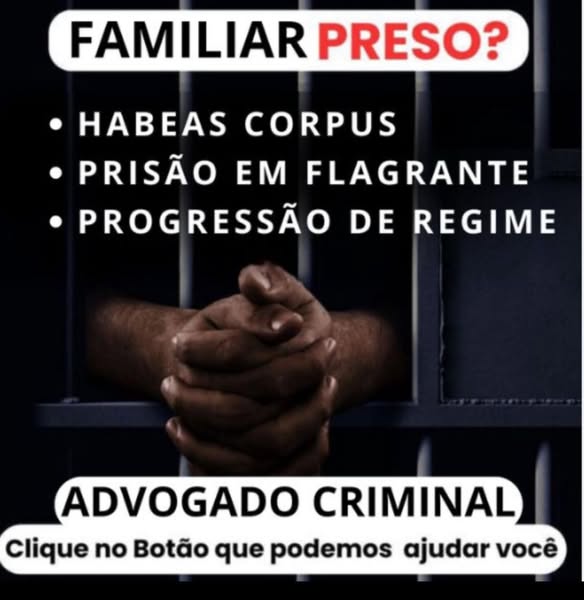 FAMILIAR PRESO?
• HABEAS CORPUS
• PRISÃO EM FLAGRANTE
• PROGRESSÃO DE REGIME
ADVOGADO CRIMINAL
Clique no Botão que podemos ajudar você